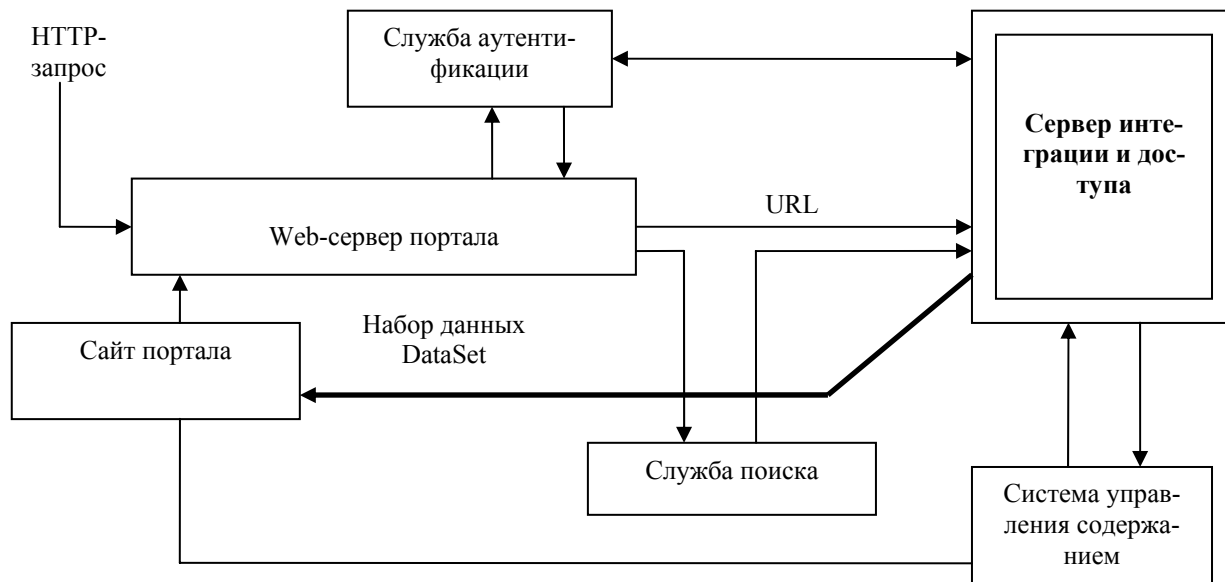 HTTP-
запрос
Служба аутенти-
фикации
Сервер инте-
грации и дос-
тупа
URL
Web-сервер портала
Набор данных
DataSet
Сайт портала
Служба поиска
Система управ-
ления содержа-
нием